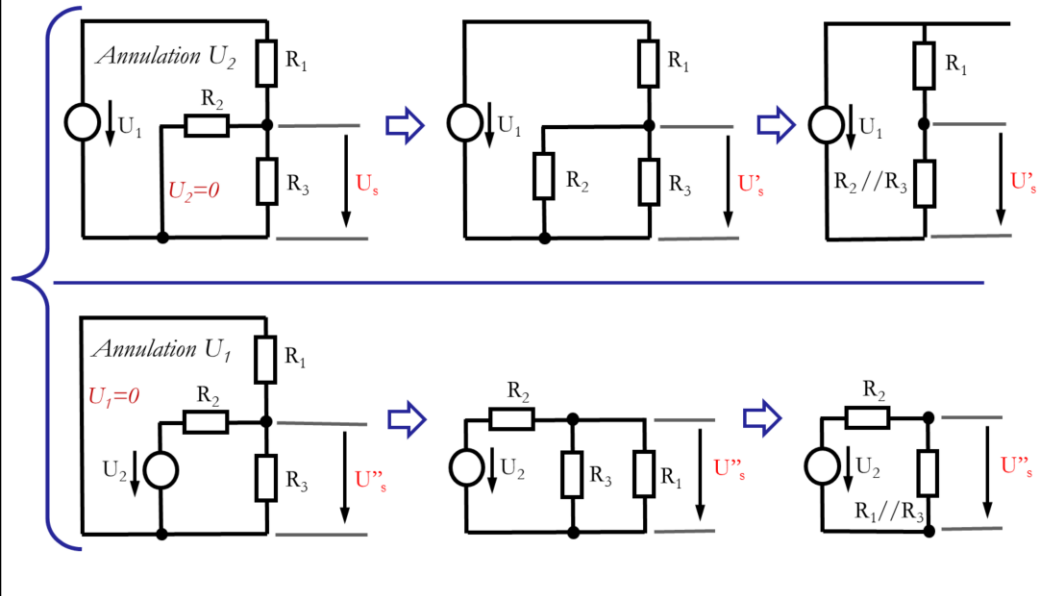 Annulation U2
R1
R2
U1
U2=0
R3
Us
R1
U1
R2
R3
U's
R1
U1
R2//R3
U's
Annulation U1
R1
U1=0
R2
U2
R3
U"s
R2
U2
R3
R1
U"s
R2
U2
R1//R3
U"s